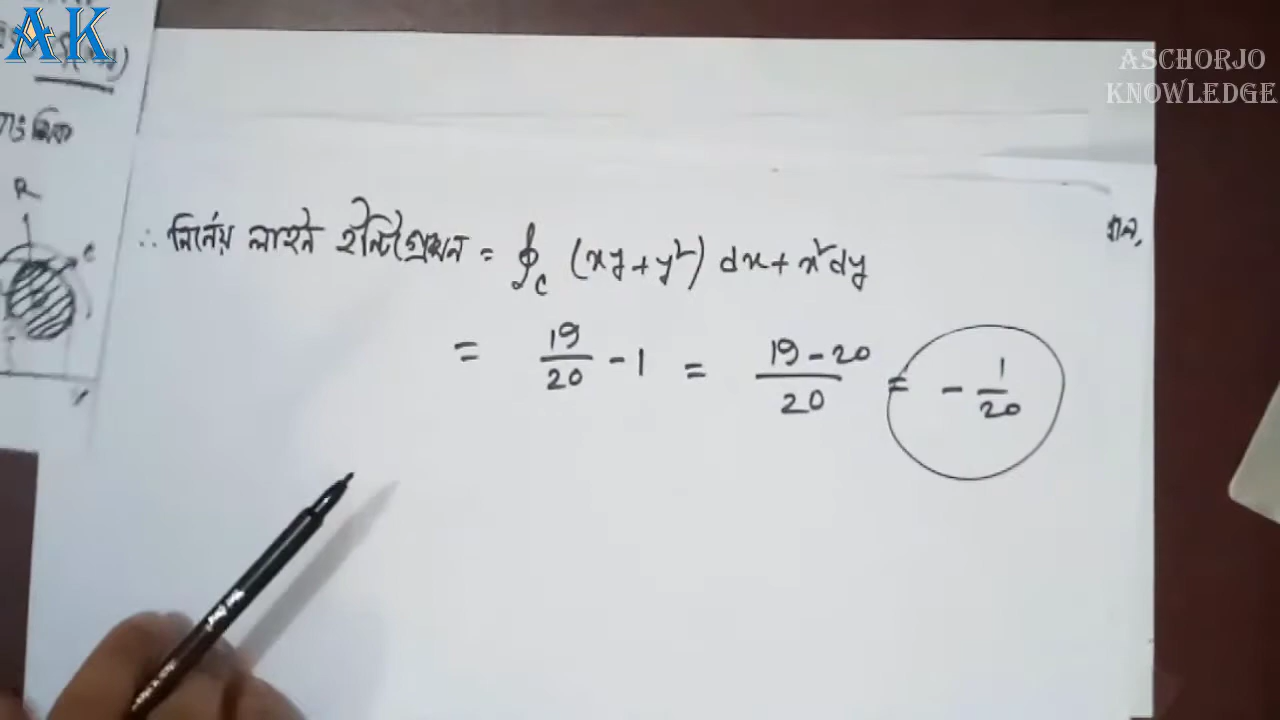 AK
ASCHORJO
KNOWLEDGE
R
C
∴ নির্নেয় লাইন ইন্টিগ্রেশন = ∮c (xy+y²) dx+x²dy
= 19/20 - 1 = 19-20/20 = - 1/20